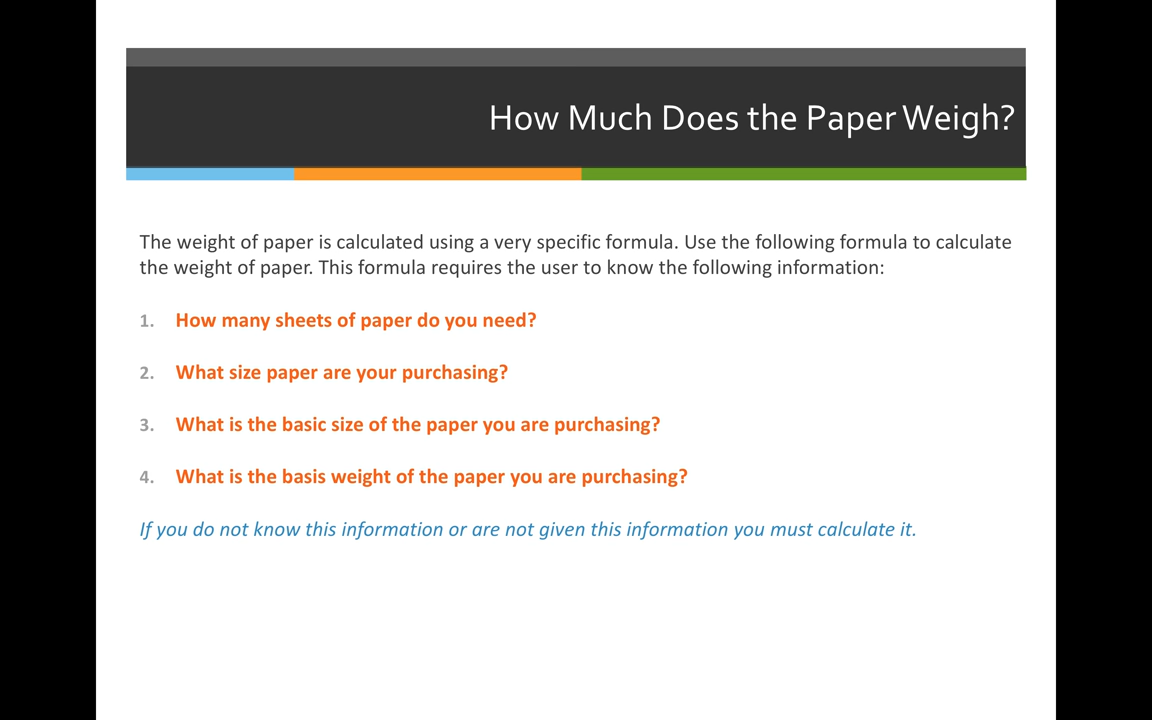 How Much Does the Paper Weigh?
The weight of paper is calculated using a very specific formula. Use the following formula to calculate
the weight of paper. This formula requires the user to know the following information:
1. How many sheets of paper do you need?
2. What size paper are your purchasing?
3. What is the basic size of the paper you are purchasing?
4. What is the basis weight of the paper you are purchasing?
If you do not know this information or are not given this information you must calculate it.